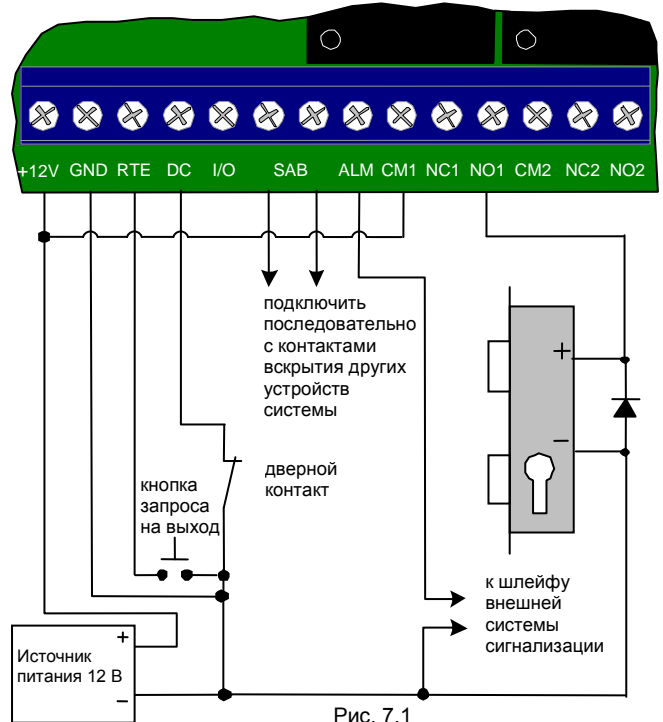 +12V GND RTE DC I/O SAB ALM CM1 NC1 NO1 CM2 NC2 NO2
подключить
последовательно
с контактами
вскрытия других
устройств
системы
+
−
дверной
контакт
кнопка
запроса
на выход
к шлейфу
внешней
системы
сигнализации
+
Источник
питания 12 В
−
Рис. 7.1